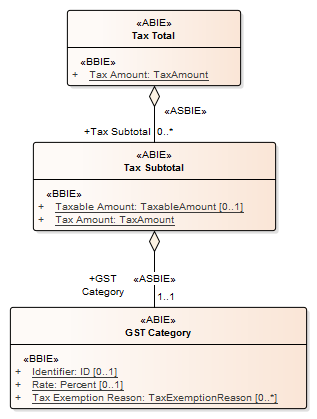 «ABIE»
Tax Total
«BBIE»
+ Tax Amount: TaxAmount
«ASBIE»
+Tax Subtotal 0..*
«ABIE»
Tax Subtotal
«BBIE»
+ Taxable Amount: TaxableAmount [0..1]
+ Tax Amount: TaxAmount
+GST Category
«ASBIE»
1..1
«ABIE»
GST Category
«BBIE»
+ Identifier: ID [0..1]
+ Rate: Percent [0..1]
+ Tax Exemption Reason: TaxExemptionReason [0..*]